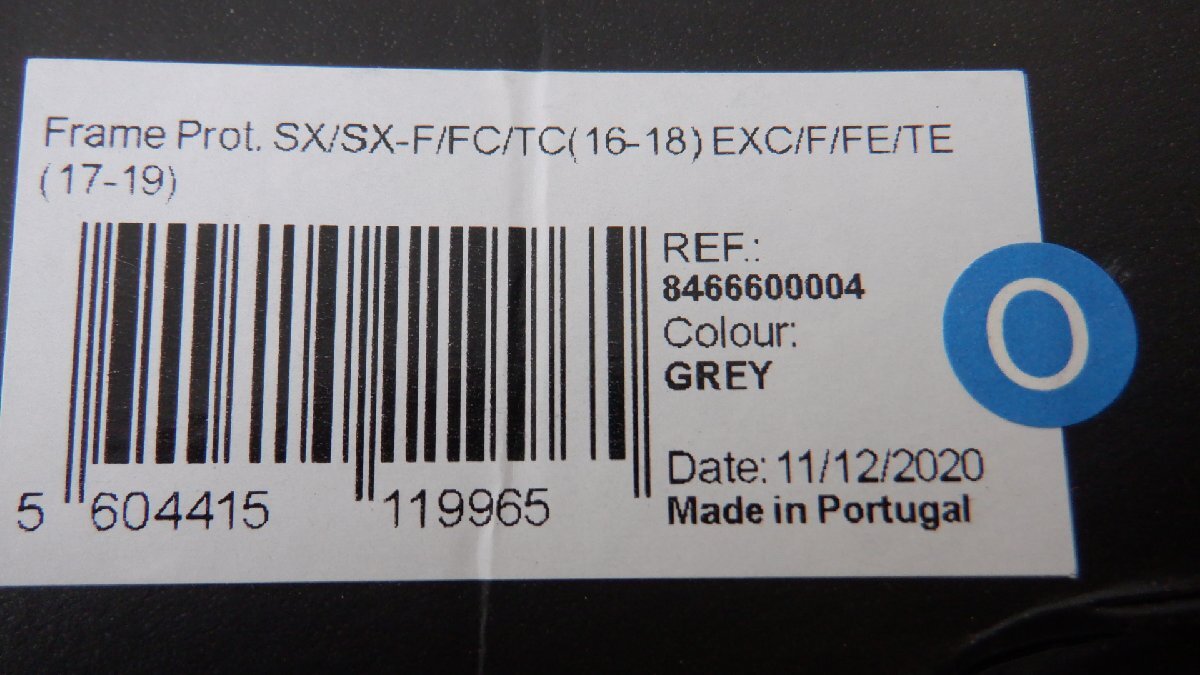 Frame Prot. SX/SX-F/FC/TC(16-18) EXC/F/FE/TE
(17-19)
REF.:
8466600004
Colour:
GREY
O
Date: 11/12/2020
Made in Portugal
5 604415 119965